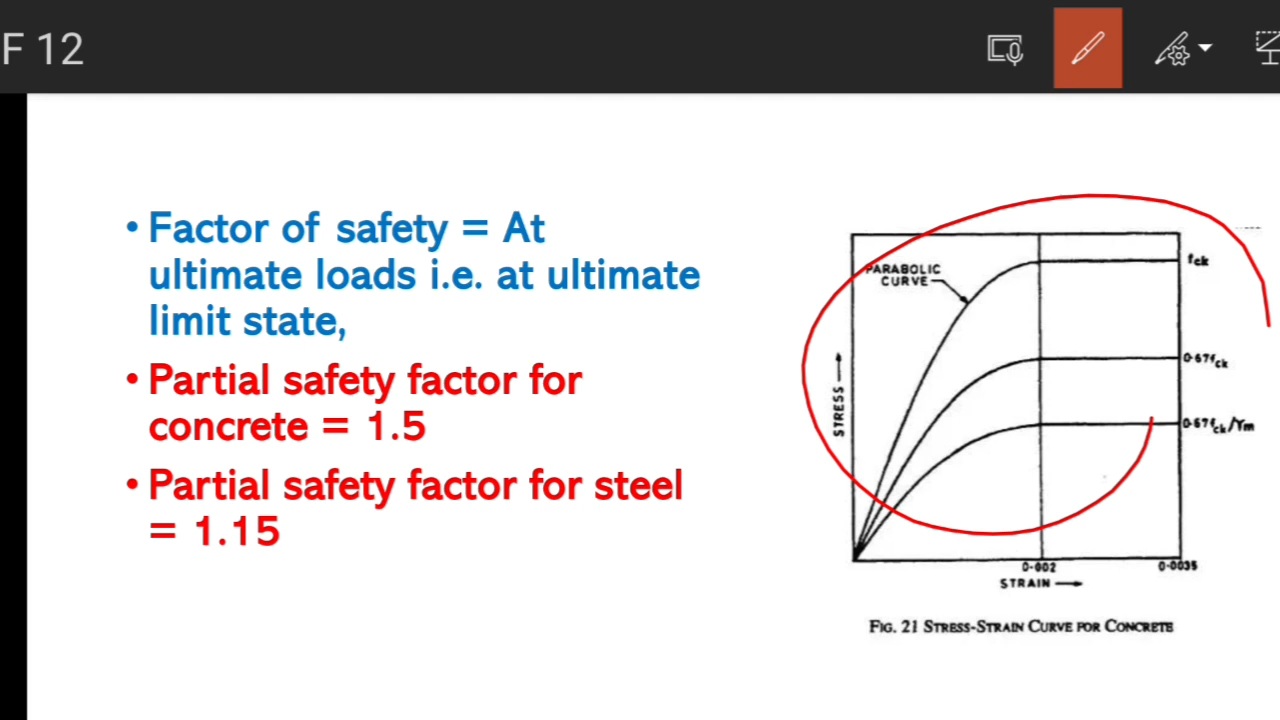 F 12
• Factor of safety = At
ultimate loads i.e. at ultimate
limit state,
• Partial safety factor for
concrete = 1.5
• Partial safety factor for steel
= 1.15
PARABOLIC
CURVE
fck
0.67fck
0.67fck/γm
STRESS
0.002
0.0035
STRAIN
FIG. 21 STRESS-STRAIN CURVE FOR CONCRETE